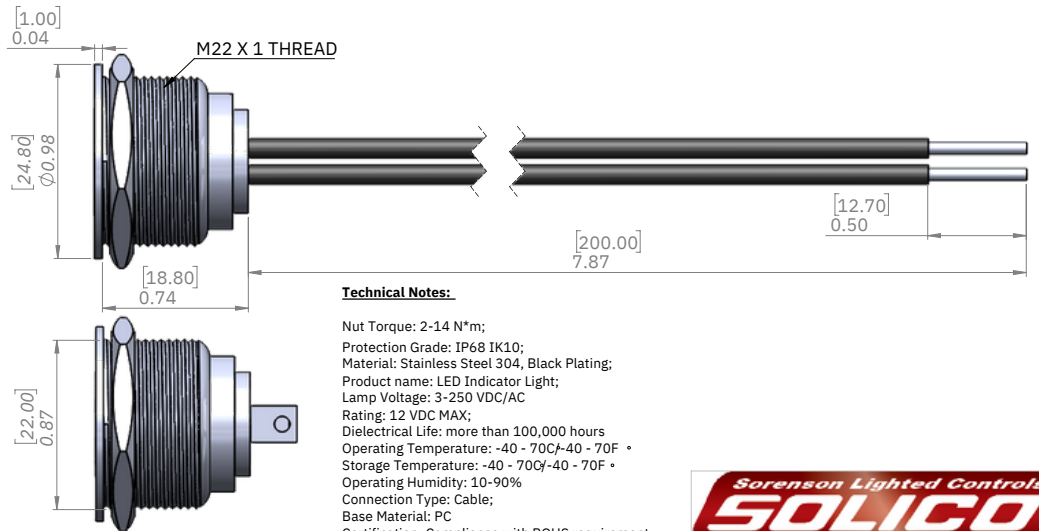 [1.00]
0.04
M22 X 1 THREAD
[24.80]
∅0.98
[12.70]
0.50
[200.00]
7.87
[18.80]
0.74
Technical Notes:
Nut Torque: 2-14 N*m;
Protection Grade: IP68 IK10;
Material: Stainless Steel 304, Black Plating;
Product name: LED Indicator Light;
Lamp Voltage: 3-250 VDC/AC
Rating: 12 VDC MAX;
Dielectrical Life: more than 100,000 hours
Operating Temperature: -40 - 70C/-40 - 70F °
Storage Temperature: -40 - 70C/-40 - 70F °
Operating Humidity: 10-90%
Connection Type: Cable;
Base Material: PC
[22.00]
0.87
Sorenson Lighted Controls
SOLICO